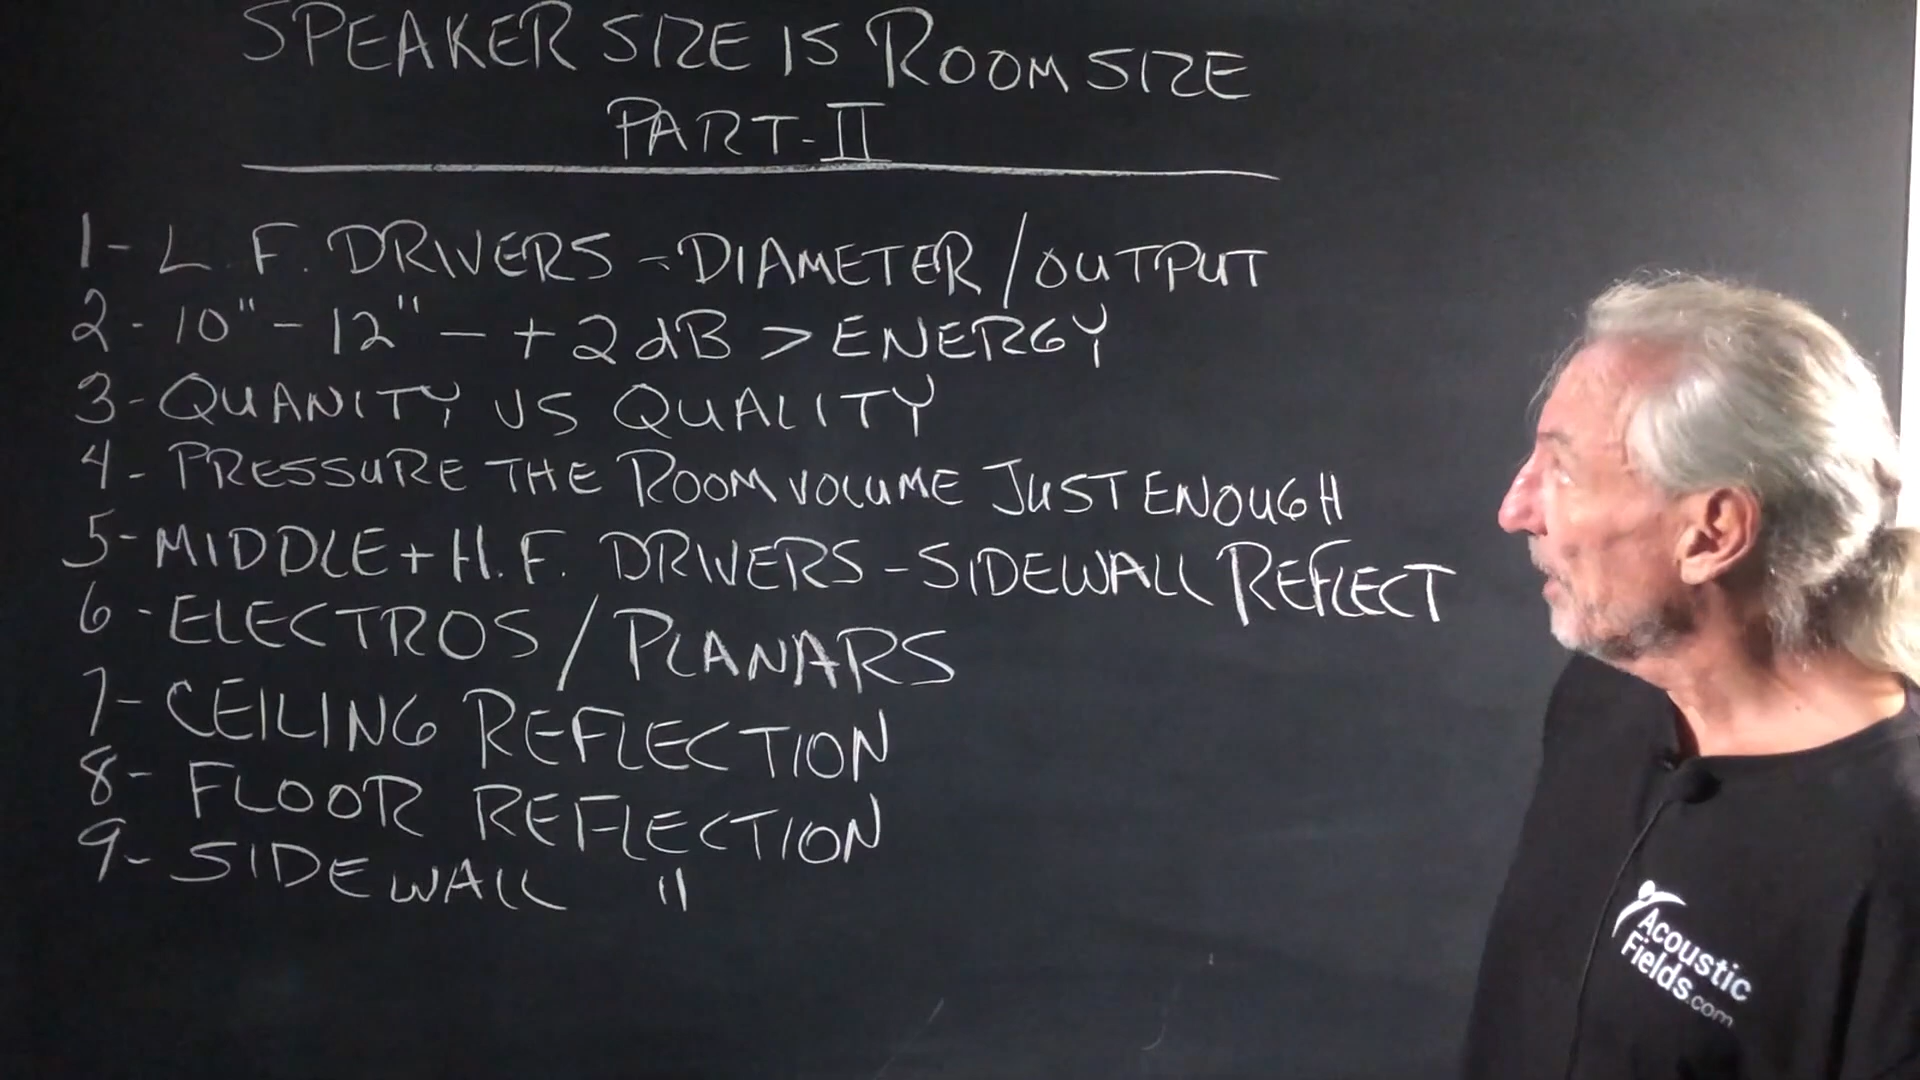 SPEAKER SIZE IS ROOM SIZE
PART-II
1- L.F. DRIVERS - DIAMETER/OUTPUT
2- 10" - 12" - +2dB > ENERGY
3- QUANITY VS QUALITY
4- PRESSURE THE ROOM VOLUME JUST ENOUGH
5- MIDDLE + H.F. DRIVERS - SIDEWALL REFLECT
6- ELECTROS/PLANARS
7- CEILING REFLECTION
8- FLOOR REFLECTION
9- SIDEWALL "
Acoustic
Fields.com